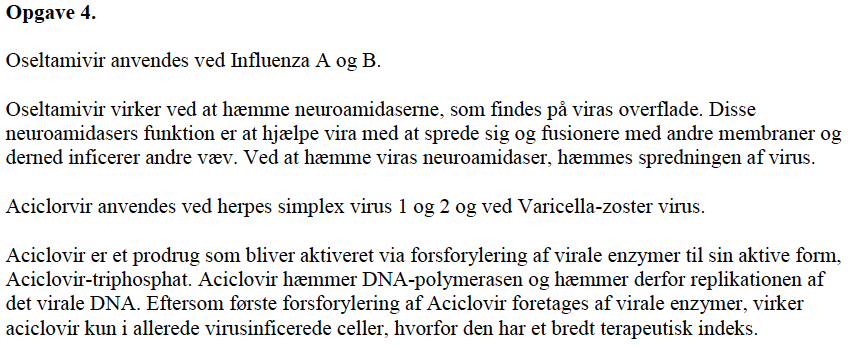 Opgave 4.
Oseltamivir anvendes ved Influenza A og B.
Oseltamivir virker ved at hæmme neuroamidaserne, som findes på viras overflade. Disse
neuroamidasers funktion er at hjælpe vira med at sprede sig og fusionere med andre membraner og
derned inficerer andre væv. Ved at hæmme viras neuroamidaser, hæmmes spredningen af virus.
Aciclorvir anvendes ved herpes simplex virus 1 og 2 og ved Varicella-zoster virus.
Aciclovir er et prodrug som bliver aktiveret via forsforylering af virale enzymer til sin aktive form,
Aciclovir-triphosphat. Aciclovir hæmmer DNA-polymerasen og hæmmer derfor replikationen af
det virale DNA. Eftersom første forsforylering af Aciclovir foretages af virale enzymer, virker
aciclovir kun i allerede virusinficerede celler, hvorfor den har et bredt terapeutisk indeks.